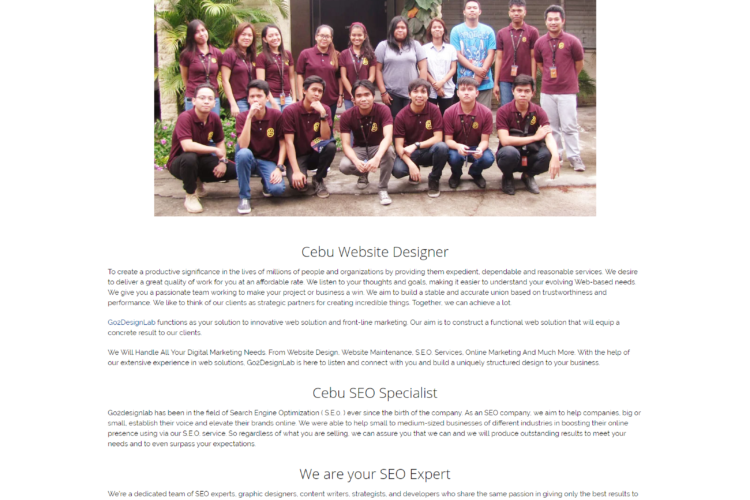 Cebu Website Designer
To create a productive significance in the lives of millions of people and organizations by providing them expedient, dependable and reasonable services. We desire
to deliver a great quality of work for you at an affordable rate. We listen to your thoughts and goals, making it easier to understand your evolving Web-based needs.
We give you a passionate team working to make your project or business a win. We aim to build a stable and accurate union based on trustworthiness and
performance. We like to think of our clients as strategic partners for creating incredible things. Together, we can achieve a lot.
Go2DesignLab functions as your solution to innovative web solution and front-line marketing. Our aim is to construct a functional web solution that will equip a
concrete result to our clients.
We Will Handle All Your Digital Marketing Needs. From Website Design, Website Maintenance, S.E.O. Services, Online Marketing And Much More. With the help of
our extensive experience in web solutions, Go2DesignLab is here to listen and connect with you and build a uniquely structured design to your business.
Cebu SEO Specialist
Go2designlab has been in the field of Search Engine Optimization ( S.E.o. ) ever since the birth of the company. As an SEO company, we aim to help companies, big or
small, establish their voice and elevate their brands online. We were able to help small to medium-sized businesses of different industries in boosting their online
presence using via our S.E.O. service. So regardless of what you are selling, we can assure you that we can and we will produce outstanding results to meet your
needs and to even surpass your expectations.
We are your SEO Expert
We're a dedicated team of SEO experts, graphic designers, content writers, strategists, and developers who share the same passion in giving only the best results to